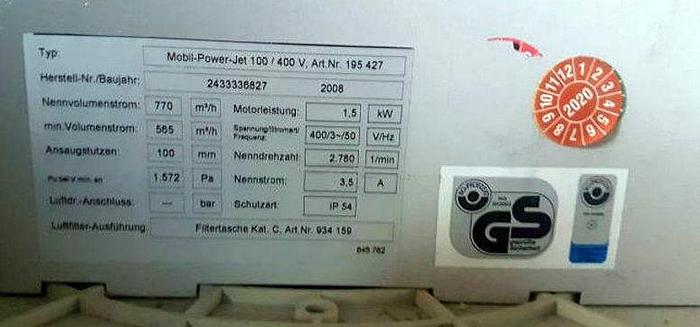 Typ: Mobil-Power-Jet 100 / 400 V, Art.Nr. 195 427
Herstell-Nr./Baujahr: 2433336827 2008
Nennvolumenstrom: 770 m³/h Motorleistung: 1,5 kW
min.Volumenstrom: 565 m³/h Spannung/Stromart/Frequenz: 400/3~/50 V/Hz
Ansaugstutzen: 100 mm Nenndrehzahl: 2.780 1/min
1.572 Pa Nennstrom: 3,5 A
Luftdr.-Anschluss: --- bar Schutzart: IP 54
Luftfilter-Ausführung Filtertasche Kat. C, Art Nr. 934 159
645 762
11 12 1 2 3 4 5 6 7 8 9 10
2020
GS